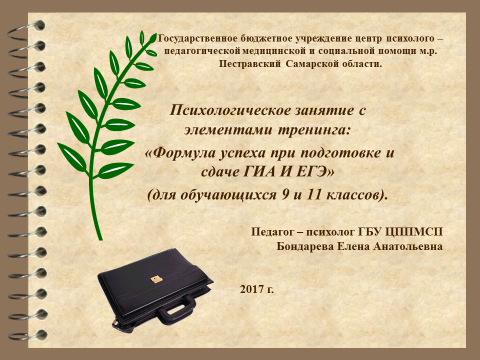 Государственное бюджетное учреждение центр психолого –
педагогической медицинской и социальной помощи м.р.
Пестравский Самарской области.
Психологическое занятие с
элементами тренинга:
«Формула успеха при подготовке и
сдаче ГИА И ЕГЭ»
(для обучающихся 9 и 11 классов).
Педагог – психолог ГБУ ЦППМСП
Бондарева Елена Анатольевна
2017 г.